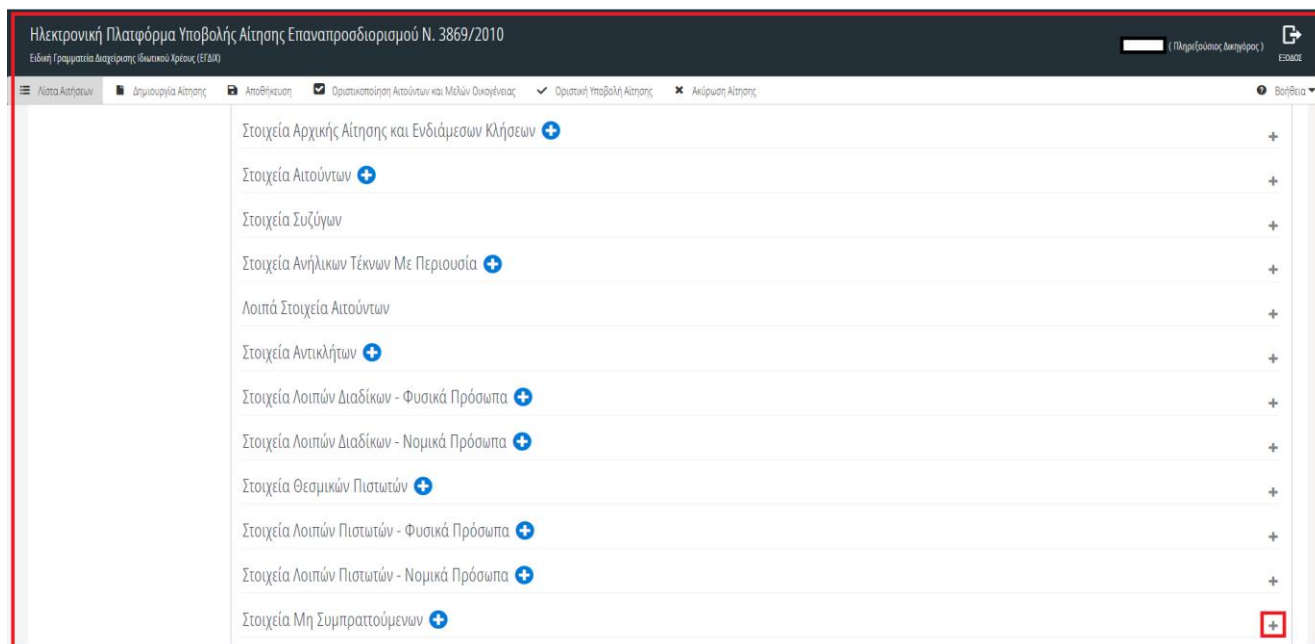 Ηλεκτρονική Πλατφόρμα Υποβολής Αίτησης Επαναπροσδιορισμού Ν. 3869/2010
Ειδική Γραμματεία Διαχείρισης Ιδιωτικού Χρέους (ΕΓΔΙΧ)
( Πληρεξούσιος Δικηγόρος )
ΕΞΟΔΟΣ
Λίστα Αιτήσεων Δημιουργία Αίτησης Αποθήκευση Οριστικοποίηση Αιτούντων και Μελών Οικογένειας Οριστική Υποβολή Αίτησης Ακύρωση Αίτησης Βοήθεια
Στοιχεία Αρχικής Αίτησης και Ενδιάμεσων Κλήσεων
Στοιχεία Αιτούντων
Στοιχεία Συζύγων
Στοιχεία Ανήλικων Τέκνων Με Περιουσία
Λοιπά Στοιχεία Αιτούντων
Στοιχεία Αντικλήτων
Στοιχεία Λοιπών Διαδίκων - Φυσικά Πρόσωπα
Στοιχεία Λοιπών Διαδίκων - Νομικά Πρόσωπα
Στοιχεία Θεσμικών Πιστωτών
Στοιχεία Λοιπών Πιστωτών - Φυσικά Πρόσωπα
Στοιχεία Λοιπών Πιστωτών - Νομικά Πρόσωπα
Στοιχεία Μη Συμπραττούμενων